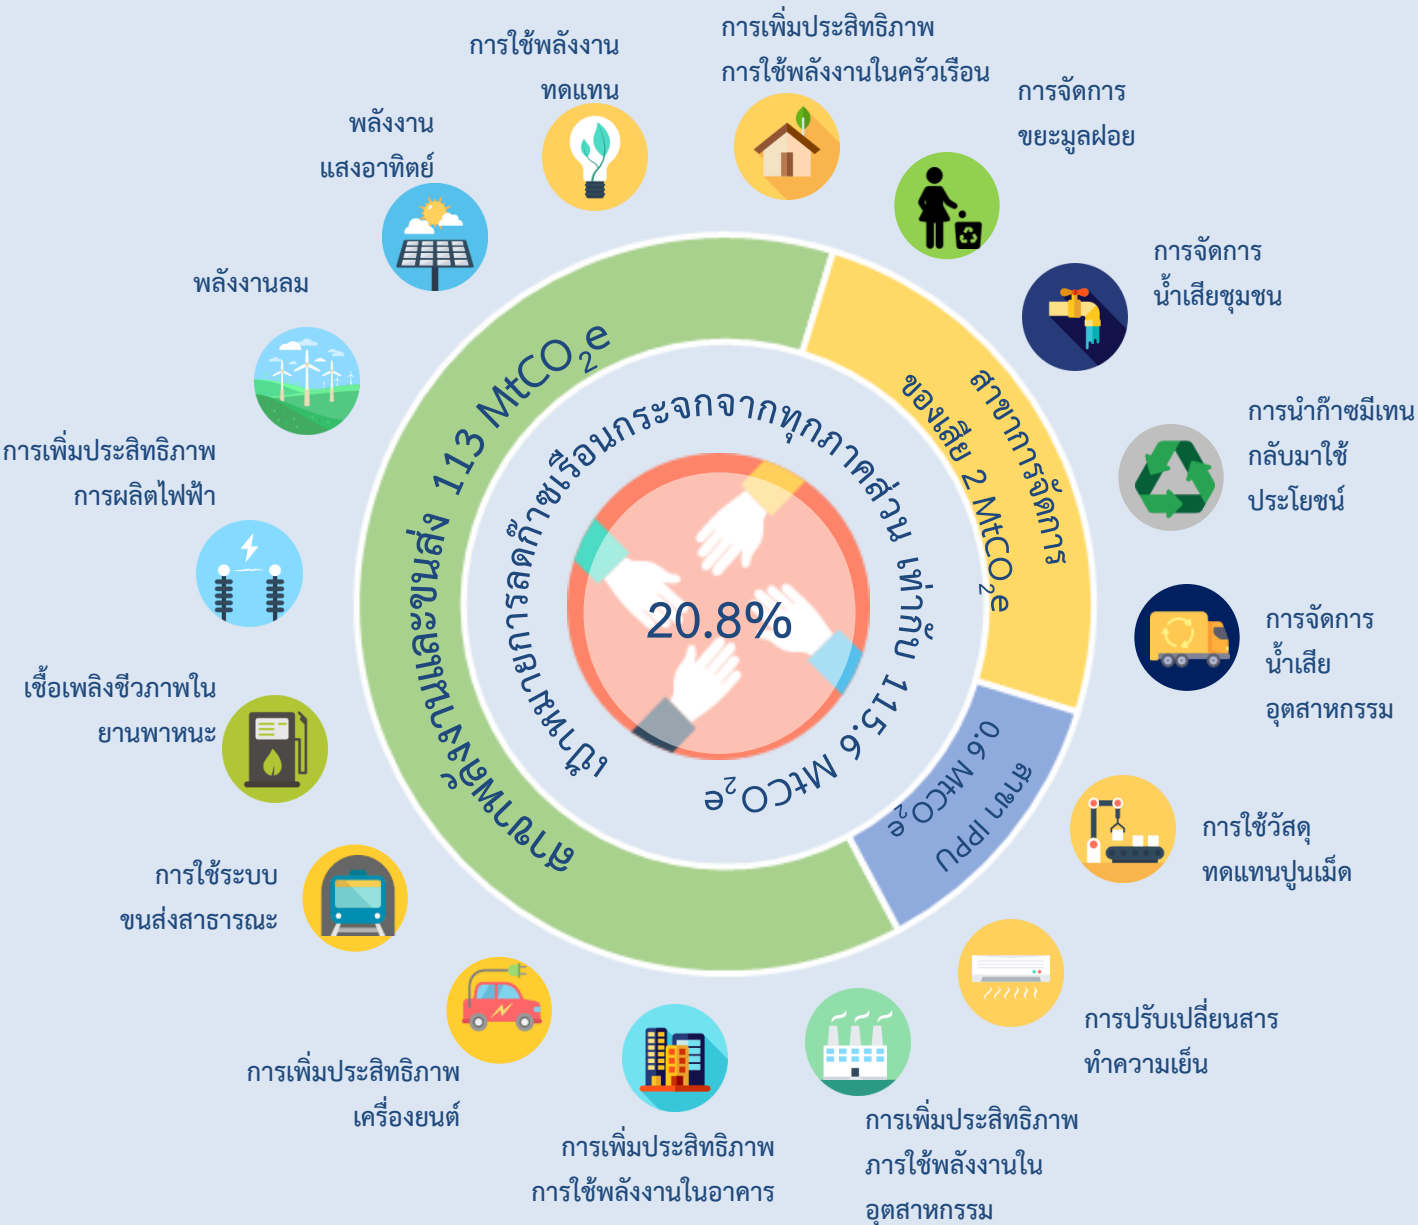 การใช้พลังงาน
ทดแทน
การเพิ่มประสิทธิภาพ
การใช้พลังงานในครัวเรือน
การจัดการ
ขยะมูลฝอย
พลังงาน
แสงอาทิตย์
การจัดการ
น้ำเสียชุมชน
พลังงานลม
การนำก๊าซมีเทน
กลับมาใช้
ประโยชน์
การเพิ่มประสิทธิภาพ
การผลิตไฟฟ้า
การจัดการ
น้ำเสีย
อุตสาหกรรม
เชื้อเพลิงชีวภาพใน
ยานพาหนะ
การใช้วัสดุ
ทดแทนปูนเม็ด
การใช้ระบบ
ขนส่งสาธารณะ
การปรับเปลี่ยนสาร
ทำความเย็น
การเพิ่มประสิทธิภาพ
เครื่องยนต์
การเพิ่มประสิทธิภาพ
การใช้พลังงานในอาคาร
การเพิ่มประสิทธิภาพ
ภารใช้พลังงานใน
อุตสาหกรรม
สาขาพลังงานและขนส่ง 113 MtCO₂e
สาขาการจัดการ
ของเสีย 2 MtCO₂e
สาขา IPPU
0.6 MtCO₂e
เป้าหมายการลดก๊าซเรือนกระจกจากทุกภาคส่วน เท่ากับ 115.6 MtCO₂e
20.8%